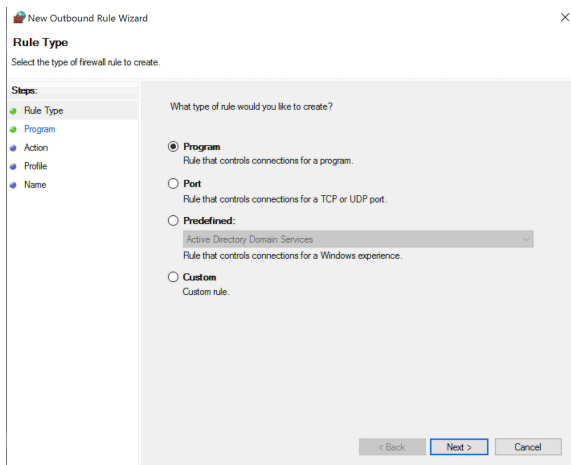 New Outbound Rule Wizard
Rule Type
Select the type of firewall rule to create.
Steps:
Rule Type
Program
Action
Profile
Name
What type of rule would you like to create?
Program
Rule that controls connections for a program.
Port
Rule that controls connections for a TCP or UDP port.
Predefined:
Active Directory Domain Services
Rule that controls connections for a Windows experience.
Custom
Custom rule.
< Back Next > Cancel